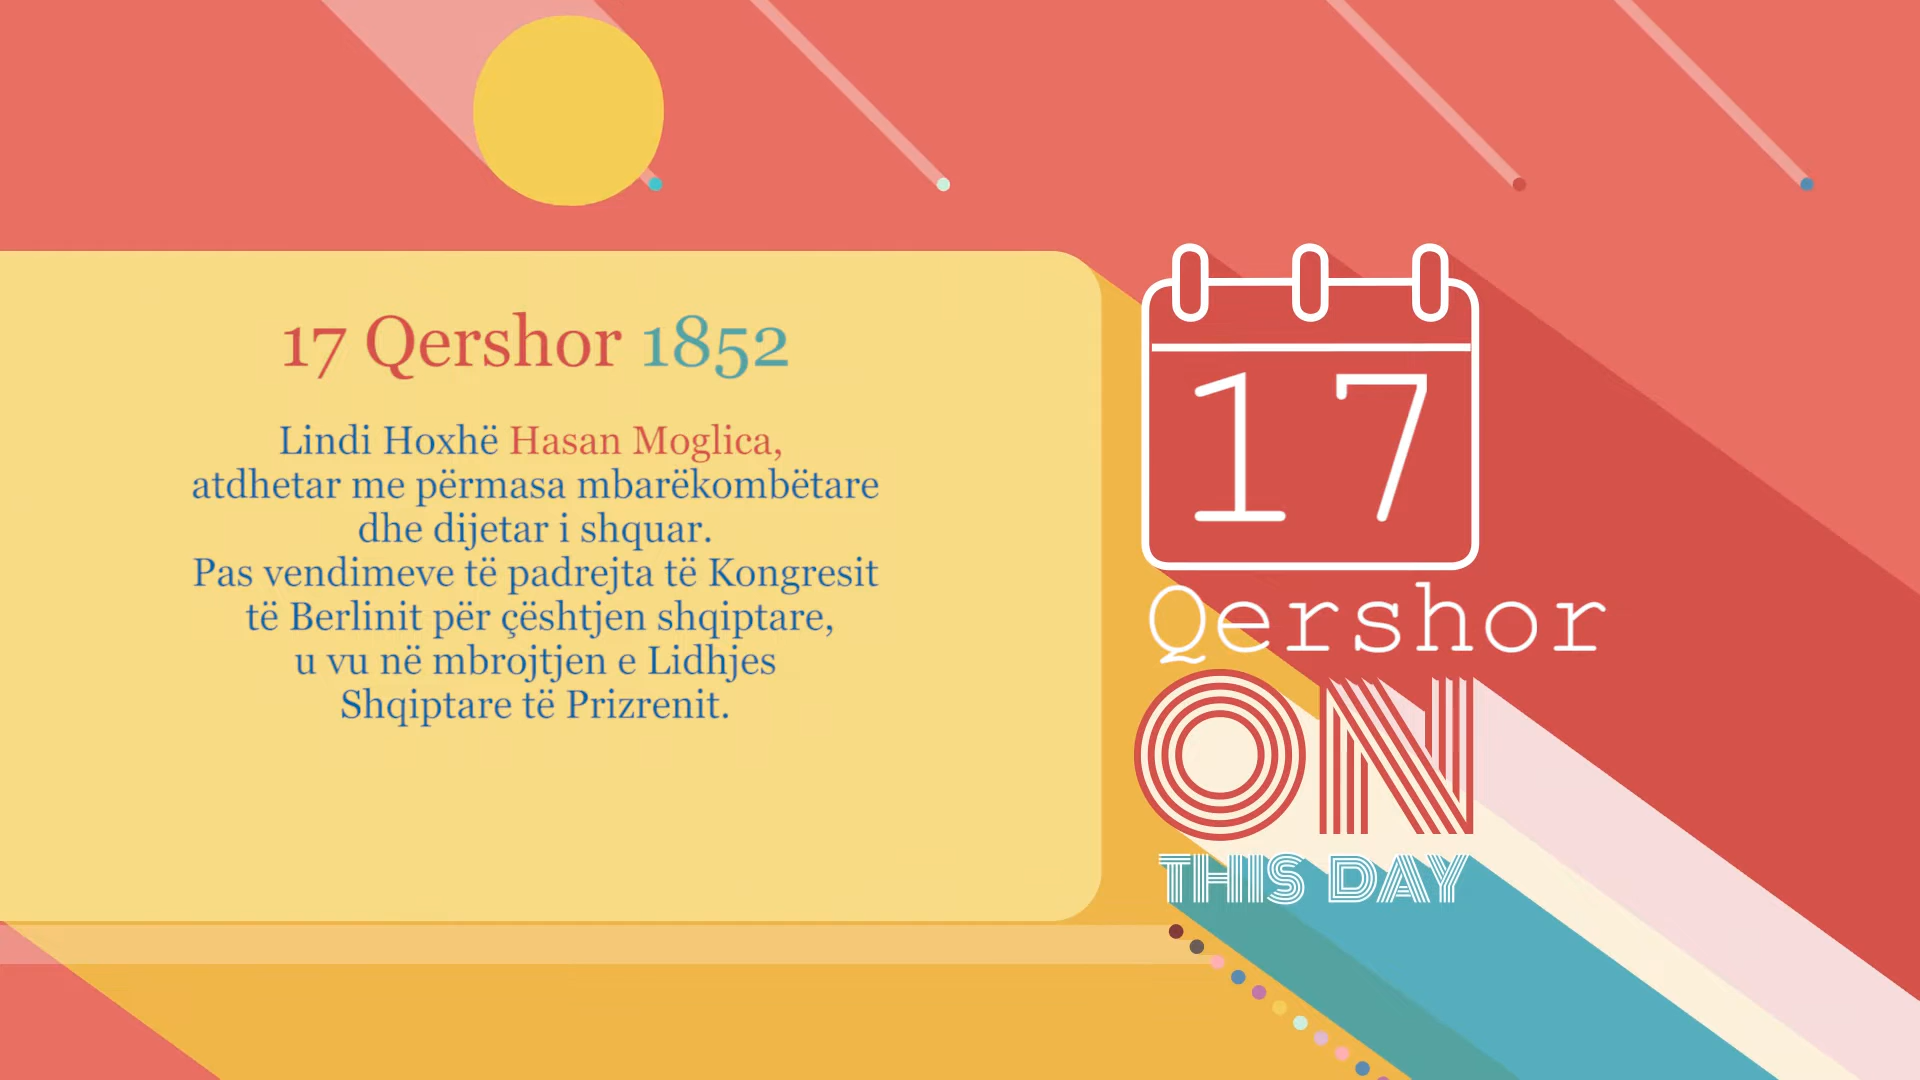 17 Qershor 1852
Lindi Hoxhë Hasan Moglica,
atdhetar me përmasa mbarëkombëtare
dhe dijetar i shquar.
Pas vendimeve të padrejta të Kongresit
të Berlinit për çështjen shqiptare,
u vu në mbrojtjen e Lidhjes
Shqiptare të Prizrenit.
17
Qershor
ON
THIS DAY